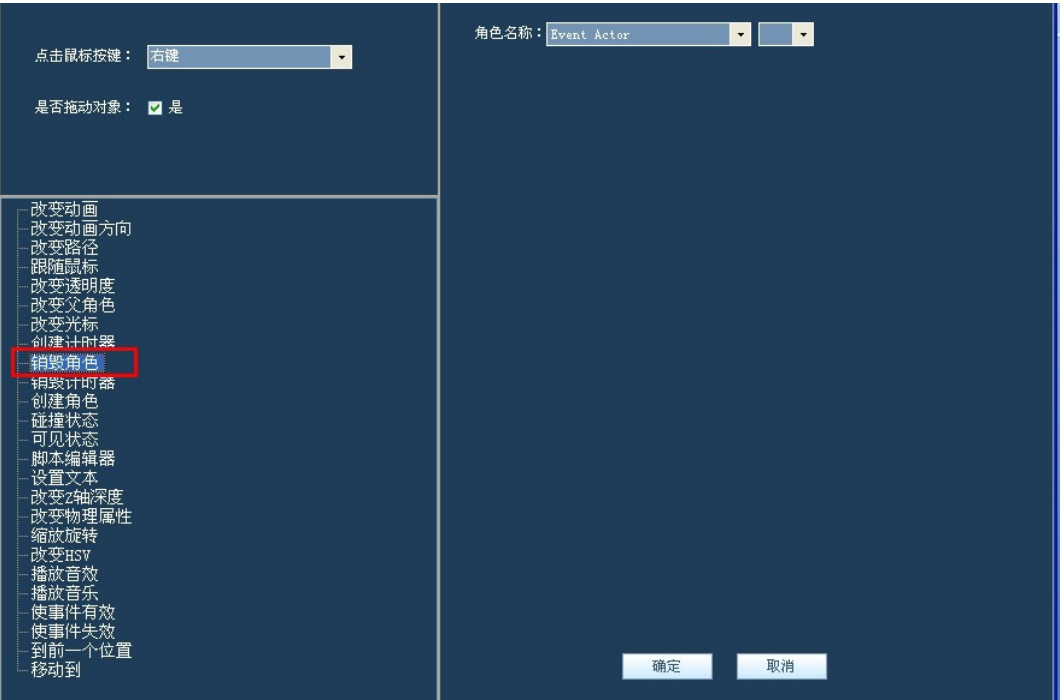 点击鼠标按键： 右键
是否拖动对象： 是
角色名称： Event Actor
改变动画
改变动画方向
改变路径
跟随鼠标
改变透明度
改变父角色
改变光标
创建计时器
销毁角色
销毁计时器
创建角色
碰撞状态
可见状态
脚本编辑器
设置文本
改变Z轴深度
改变物理属性
缩放旋转
改变HSV
播放音效
播放音乐
使事件有效
使事件失效
到前一个位置
移动到
确定 取消